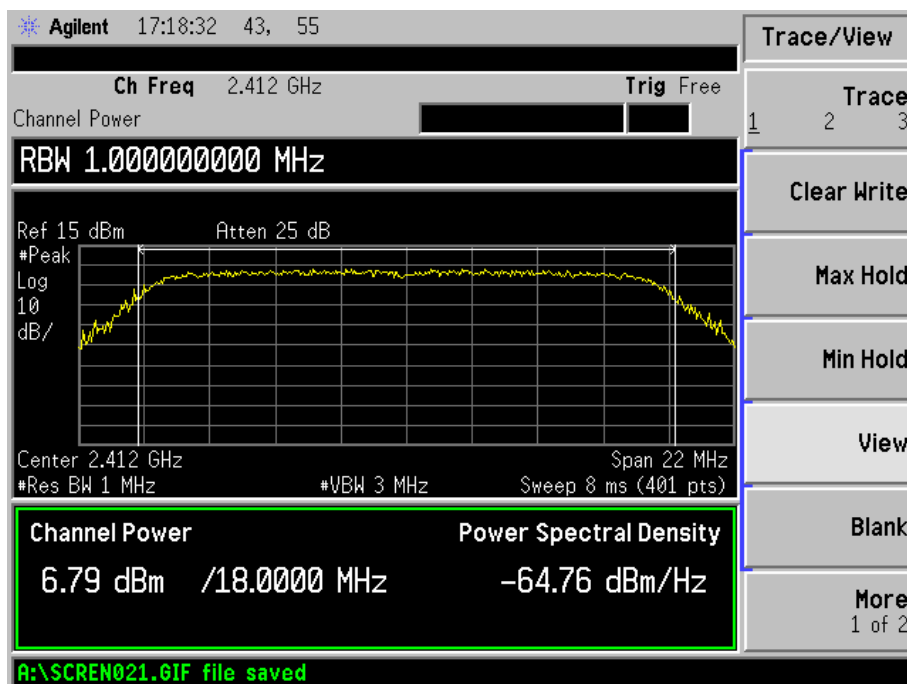 Agilent 17:18:32 43, 55
Trace/View
Ch Freq 2.412 GHz Trig Free
Channel Power
Trace
1 2 3
RBW 1.000000000 MHz
Clear Write
Ref 15 dBm Atten 25 dB
#Peak
Log
10
dB/
Max Hold
Min Hold
View
Center 2.412 GHz Span 22 MHz
#Res BW 1 MHz #VBW 3 MHz Sweep 8 ms (401 pts)
Blank
Channel Power Power Spectral Density
6.79 dBm /18.0000 MHz -64.76 dBm/Hz
More
1 of 2
A:\SCREN021.GIF file saved